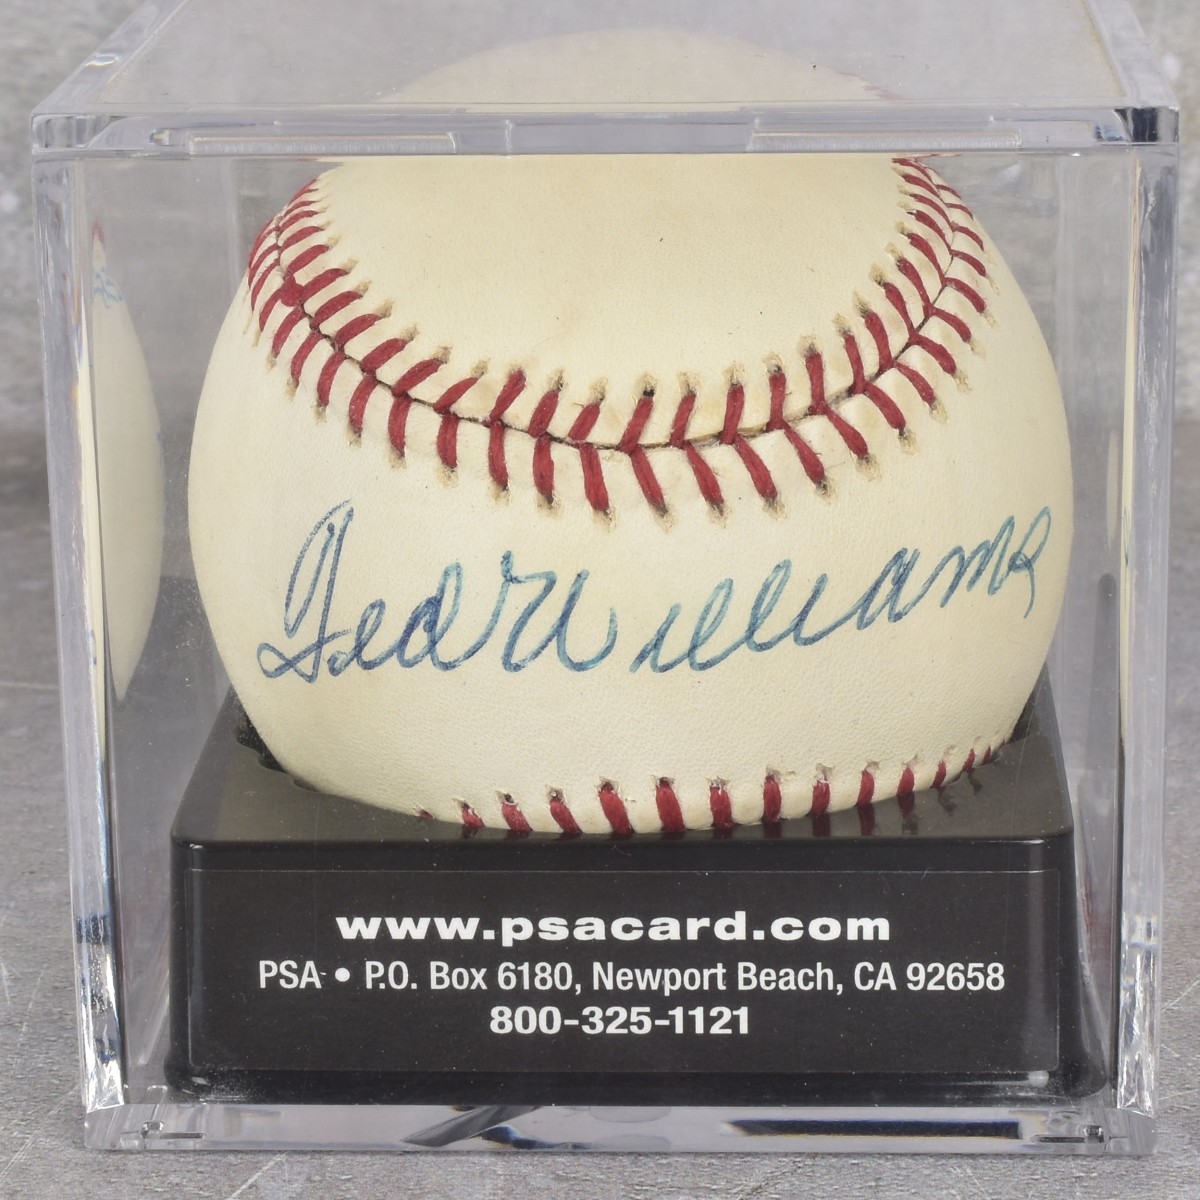 Ted Williams
www.psacard.com
PSA • P.O. Box 6180, Newport Beach, CA 92658
800-325-1121